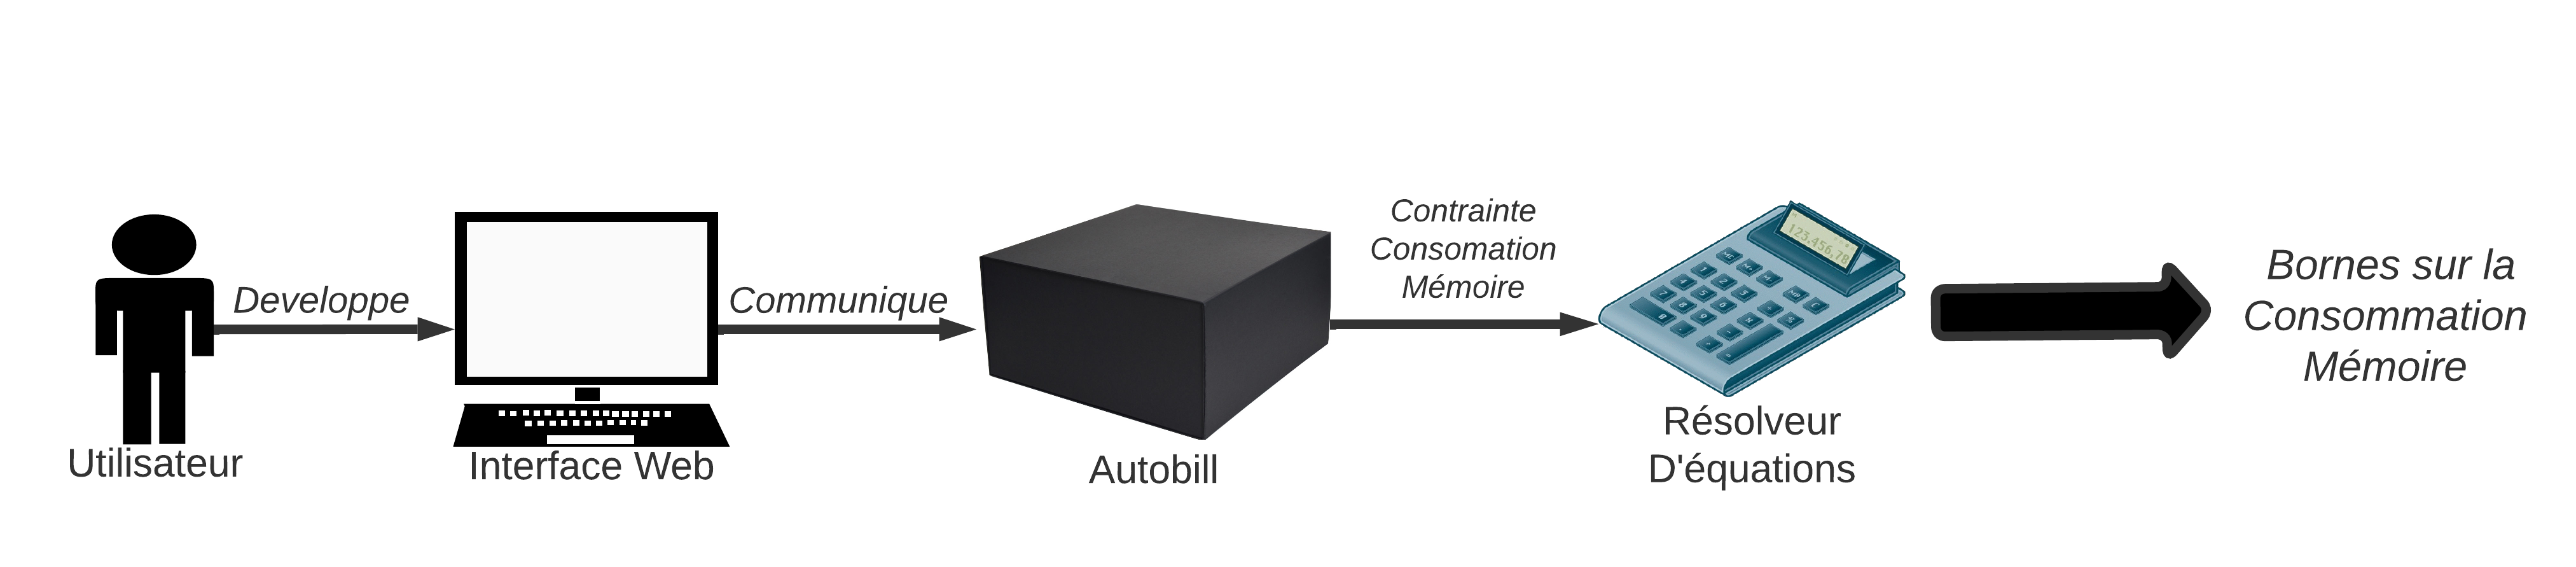 Utilisateur
Developpe
Interface Web
Communique
Autobill
Contrainte
Consomation
Mémoire
123,456.78
Résolveur
D'équations
Bornes sur la
Consommation
Mémoire